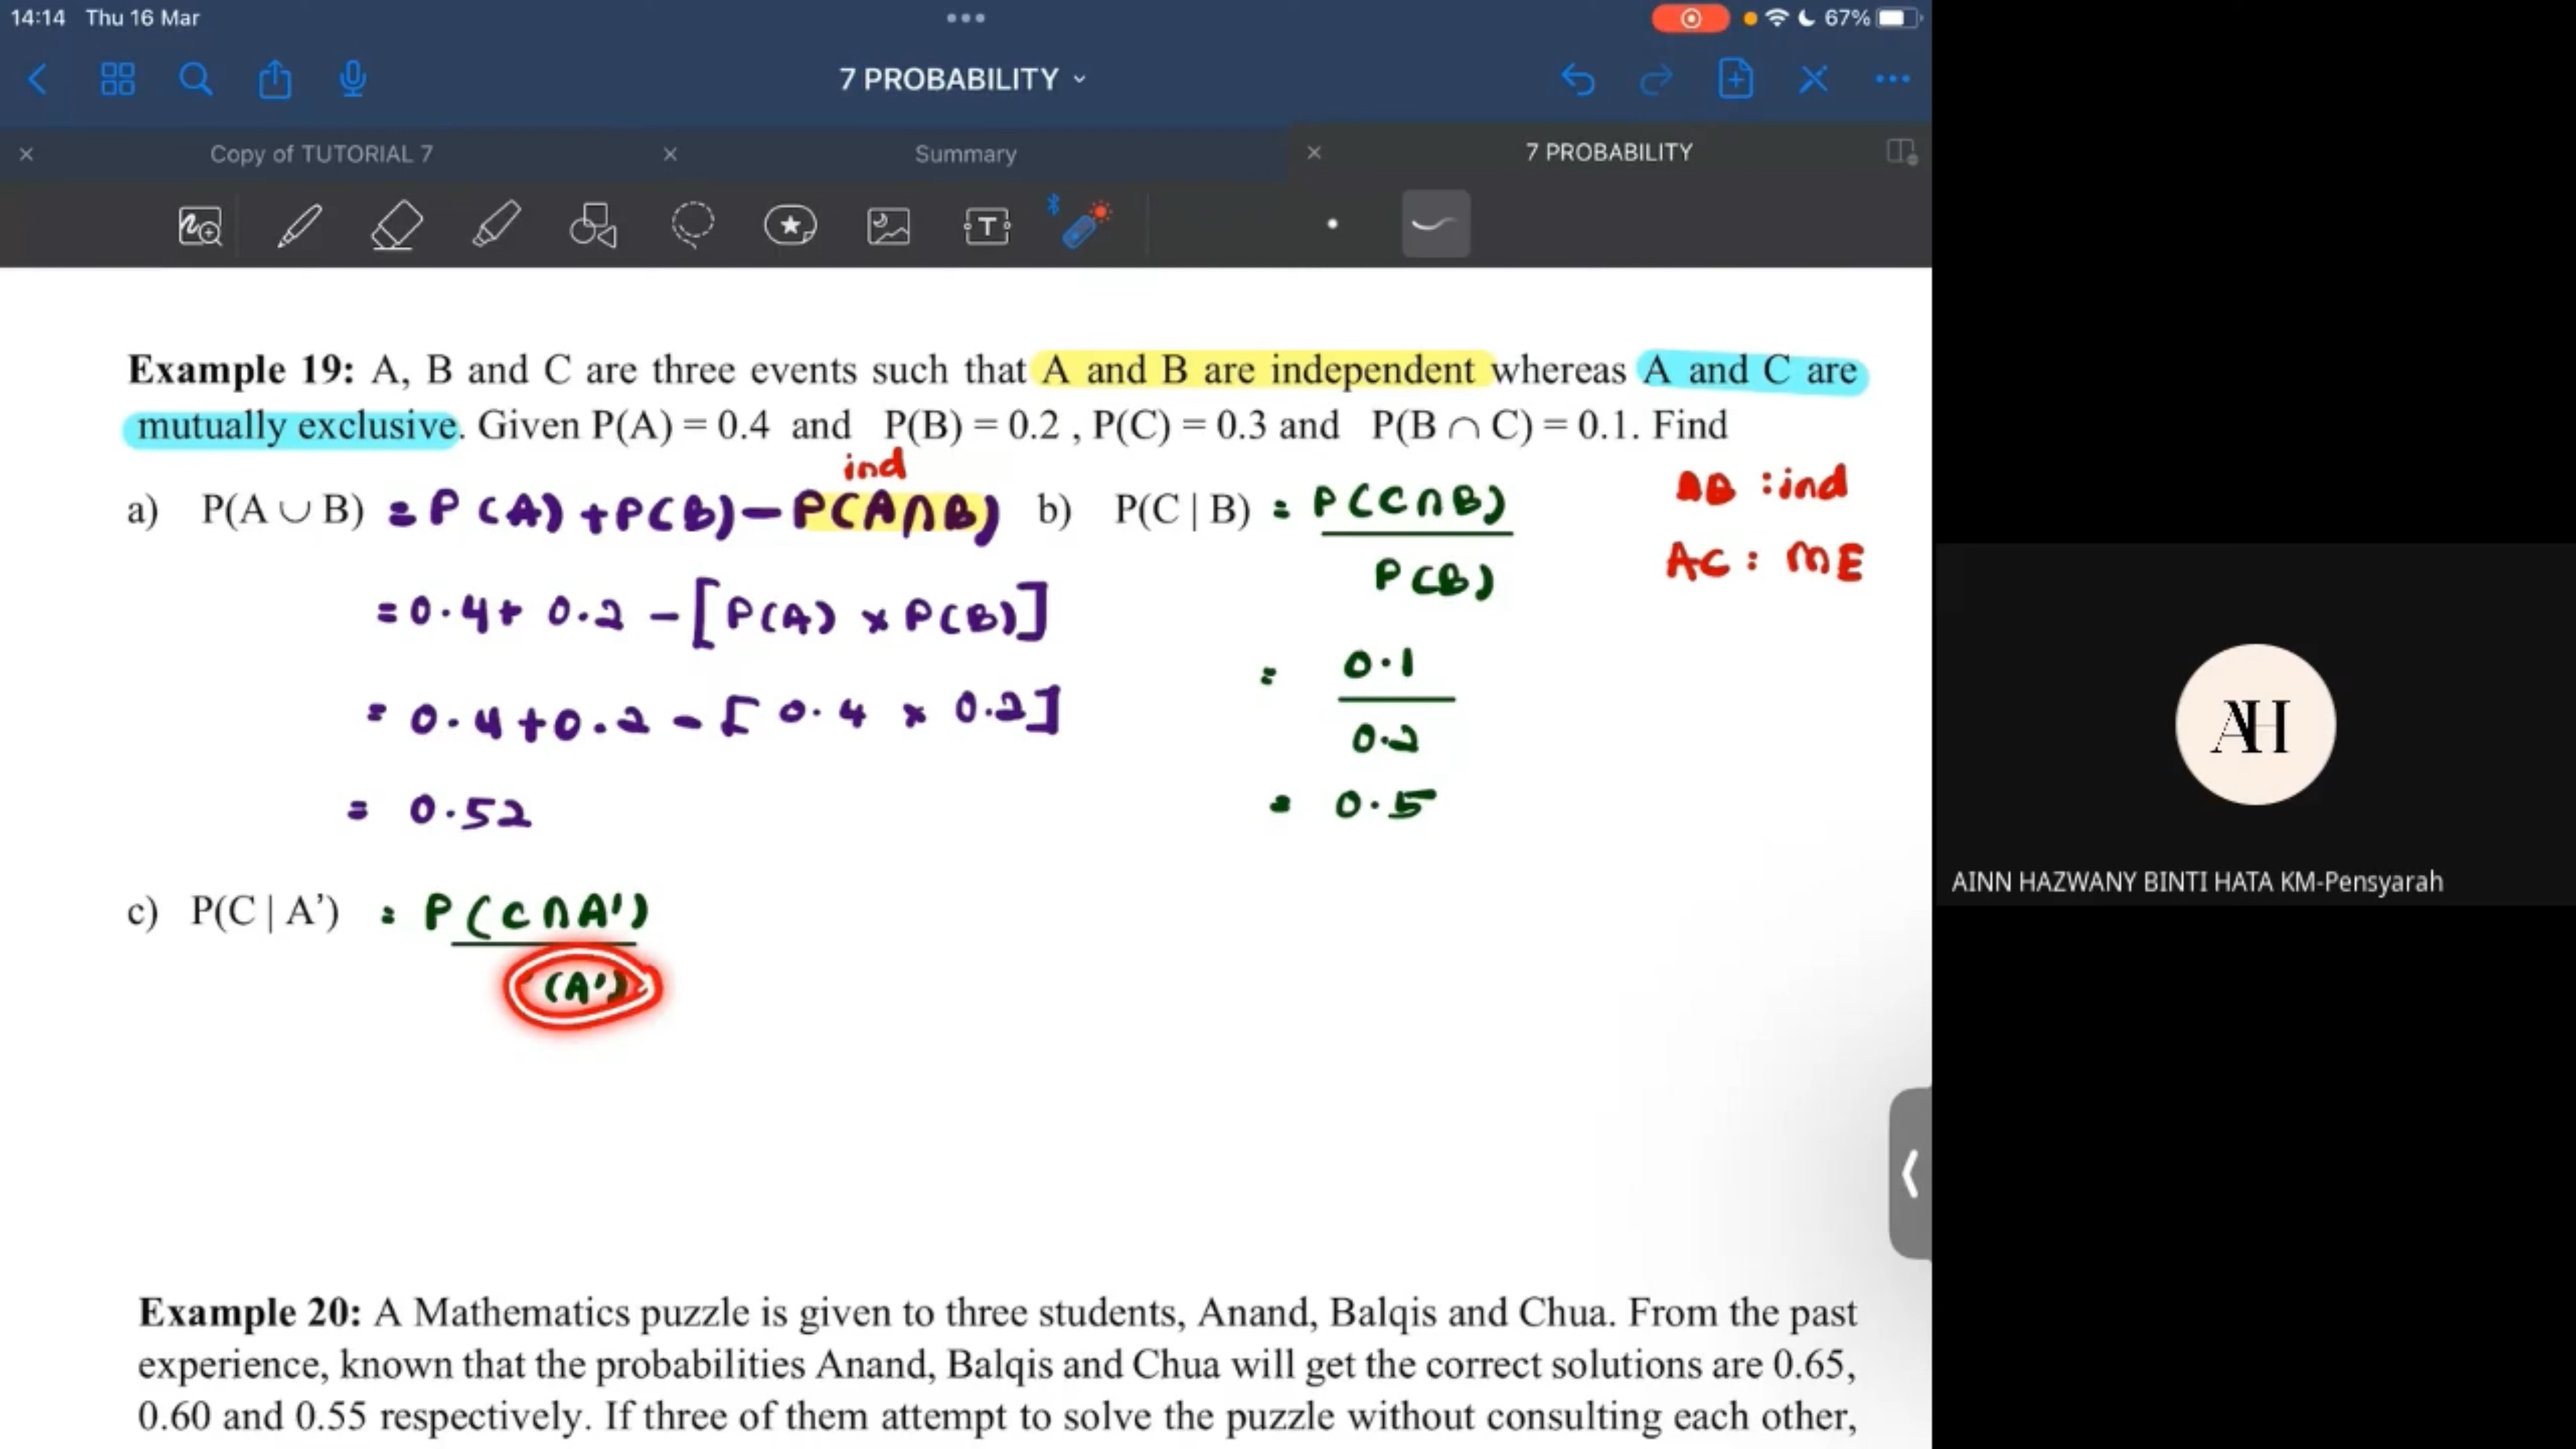 14:14 Thu 16 Mar
67%
7 PROBABILITY
Copy of TUTORIAL 7
Summary
7 PROBABILITY
T
Example 19: A, B and C are three events such that A and B are independent whereas A and C are
mutually exclusive. Given P(A) = 0.4 and P(B) = 0.2 , P(C) = 0.3 and P(B ∩ C) = 0.1. Find
ind
a) P(A ∪ B) = P (A) + P(B) - P(A∩B)
= 0.4 + 0.2 - [P(A) × P(B)]
= 0.4 + 0.2 - [0.4 × 0.2]
= 0.52
b) P(C | B) = P(C∩B)
P(B)
= 0.1
0.2
= 0.5
AB : ind
AC : ME
c) P(C | A’) = P(C∩A')
(A')
Example 20: A Mathematics puzzle is given to three students, Anand, Balqis and Chua. From the past
experience, known that the probabilities Anand, Balqis and Chua will get the correct solutions are 0.65,
0.60 and 0.55 respectively. If three of them attempt to solve the puzzle without consulting each other,
AH
AINN HAZWANY BINTI HATA KM-Pensyarah